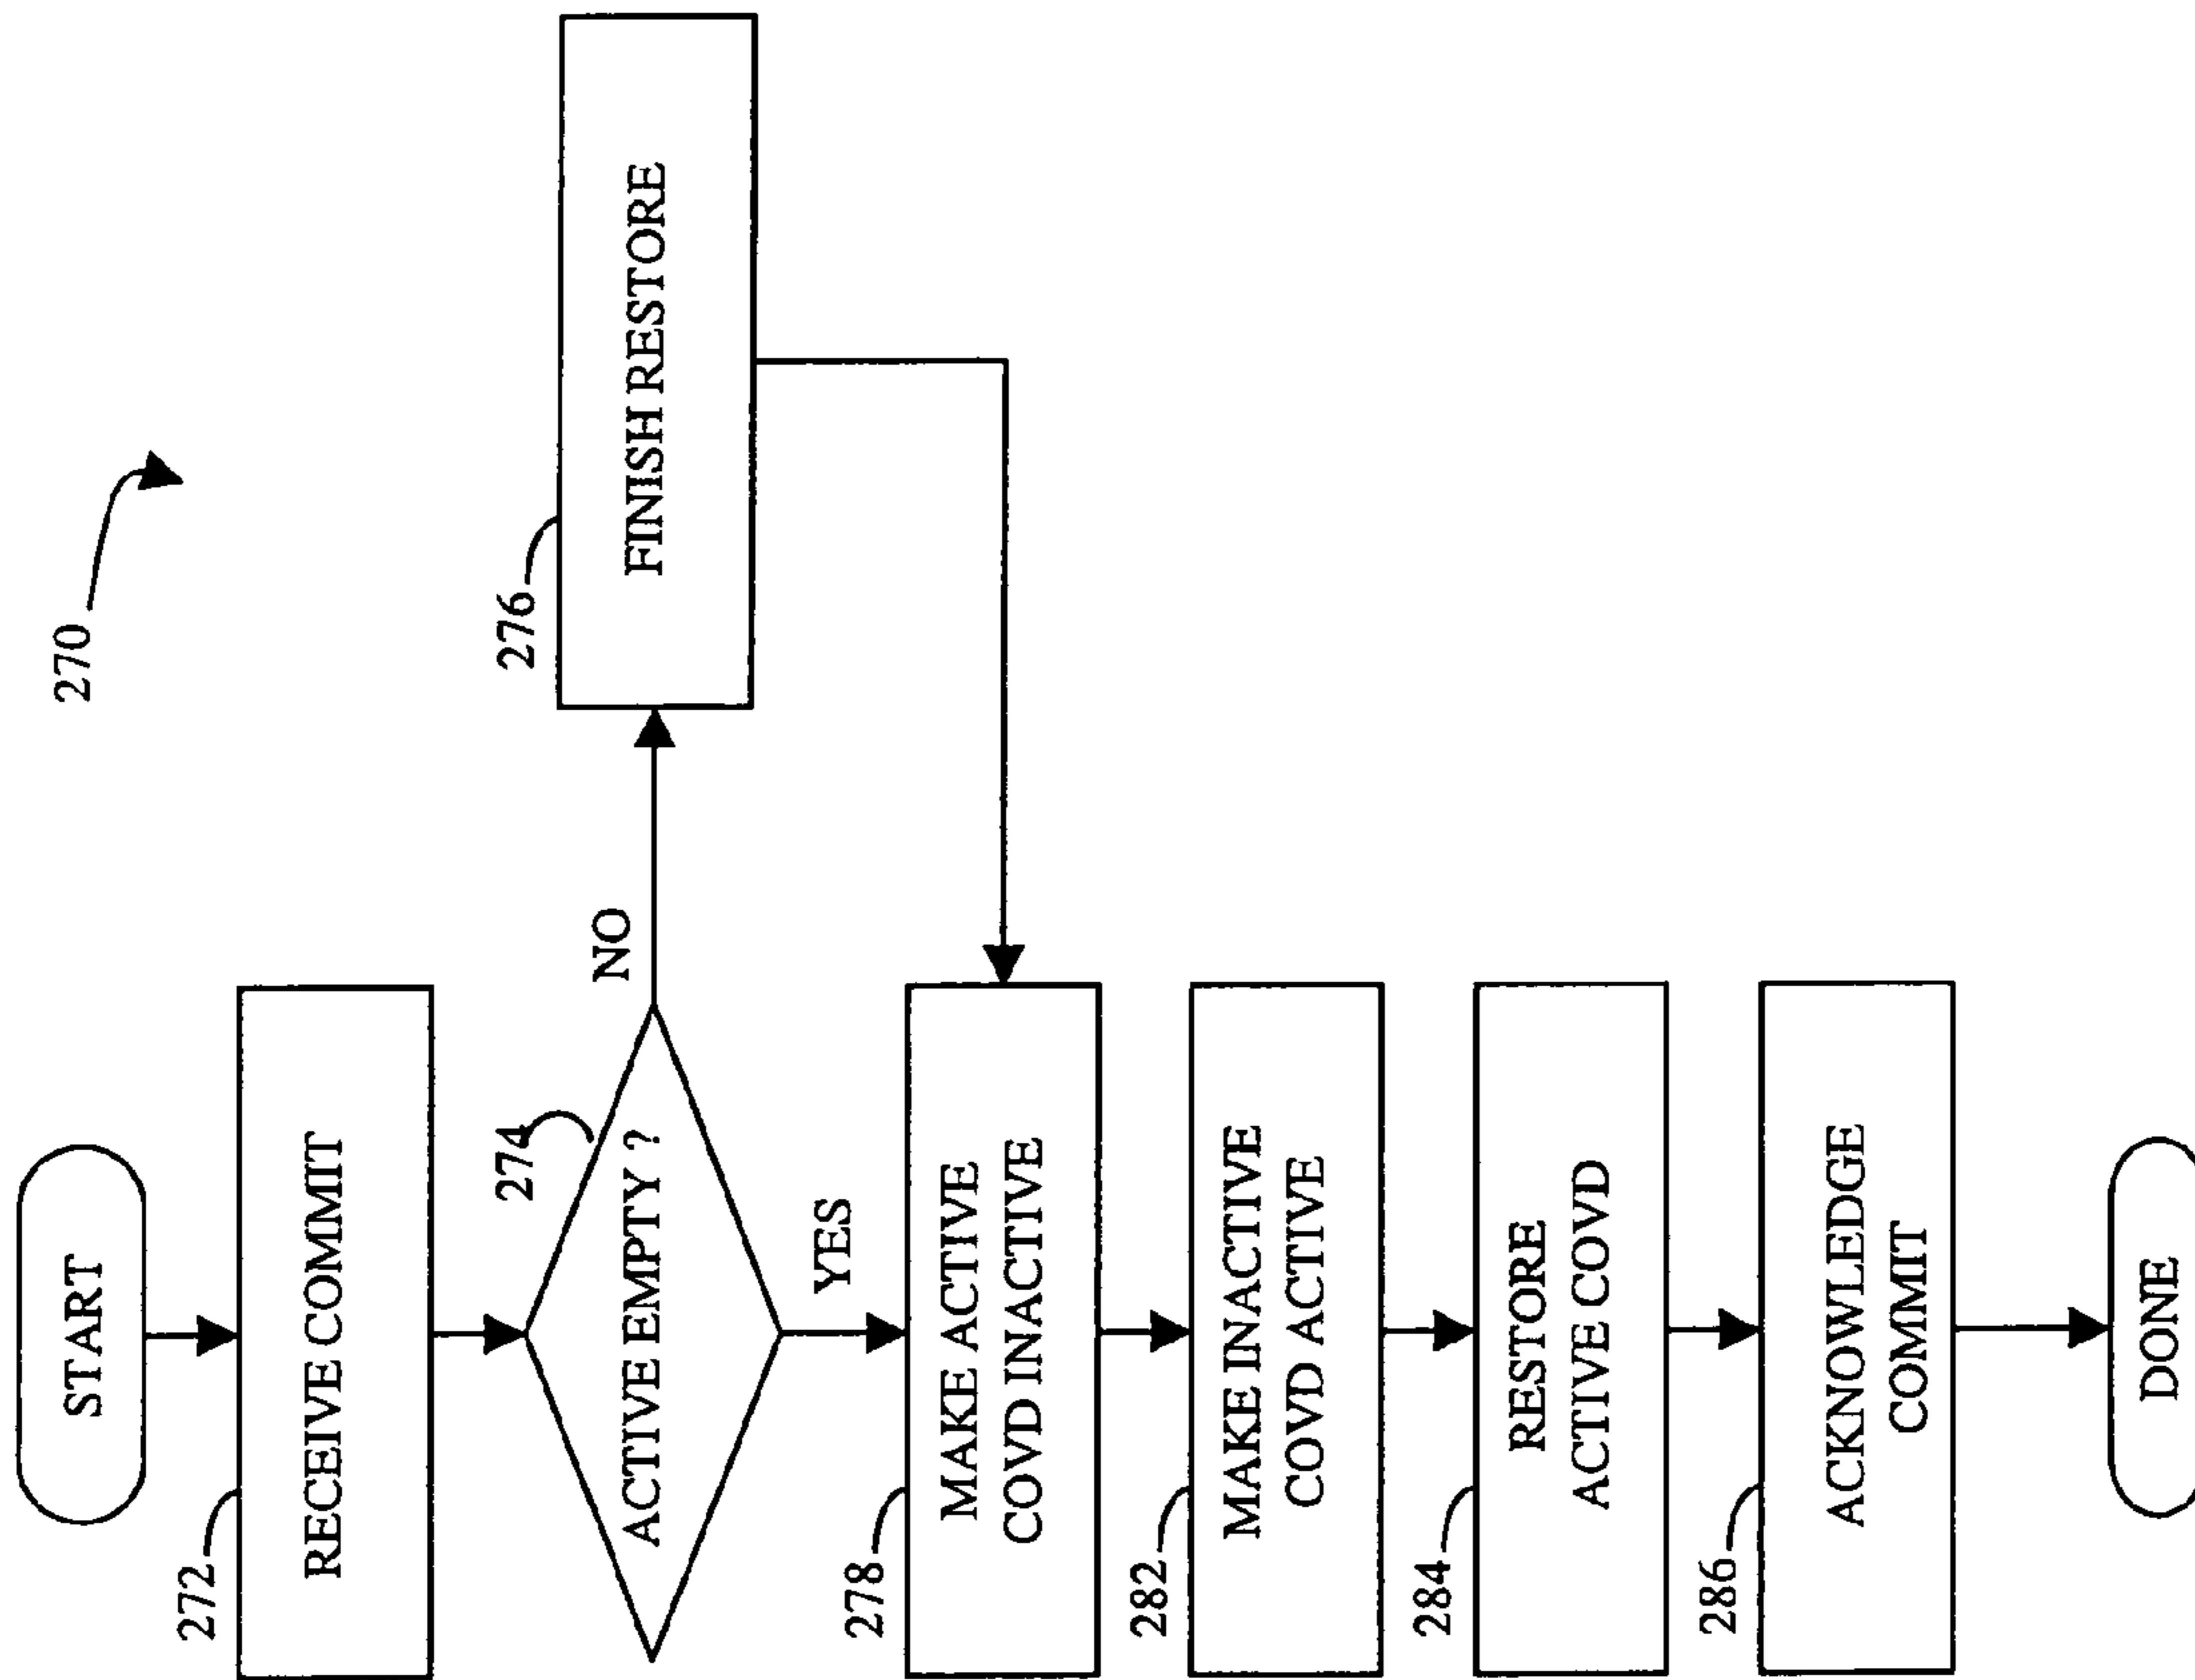 270
START
272
RECEIVE COMMIT
274
ACTIVE EMPTY ?
NO
276
FINISH RESTORE
YES
278
MAKE ACTIVE
COVD INACTIVE
282
MAKE INACTIVE
COVD ACTIVE
284
RESTORE
ACTIVE COVD
286
ACKNOWLEDGE
COMMIT
DONE